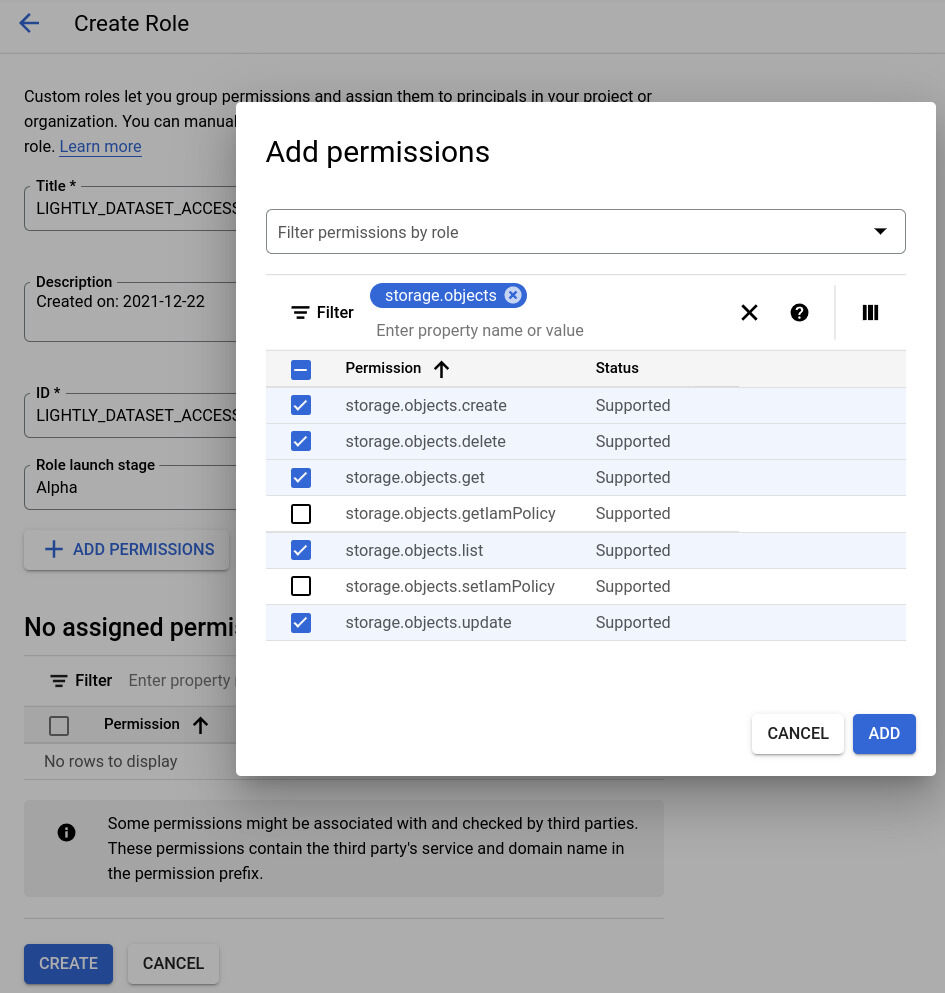 Create Role
Custom roles let you group permissions and assign them to principals in your project or
organization. You can manual
role. Learn more
Title *
LIGHTLY_DATASET_ACCESS
Description
Created on: 2021-12-22
ID *
LIGHTLY_DATASET_ACCESS
Role launch stage
Alpha
ADD PERMISSIONS
No assigned permi
Filter Enter property
Permission
No rows to display
Some permissions might be associated with and checked by third parties.
These permissions contain the third party's service and domain name in
the permission prefix.
CREATE CANCEL
Add permissions
Filter permissions by role
storage.objects
Filter
Enter property name or value
Permission Status
storage.objects.create Supported
storage.objects.delete Supported
storage.objects.get Supported
storage.objects.getIamPolicy Supported
storage.objects.list Supported
storage.objects.setIamPolicy Supported
storage.objects.update Supported
CANCEL ADD